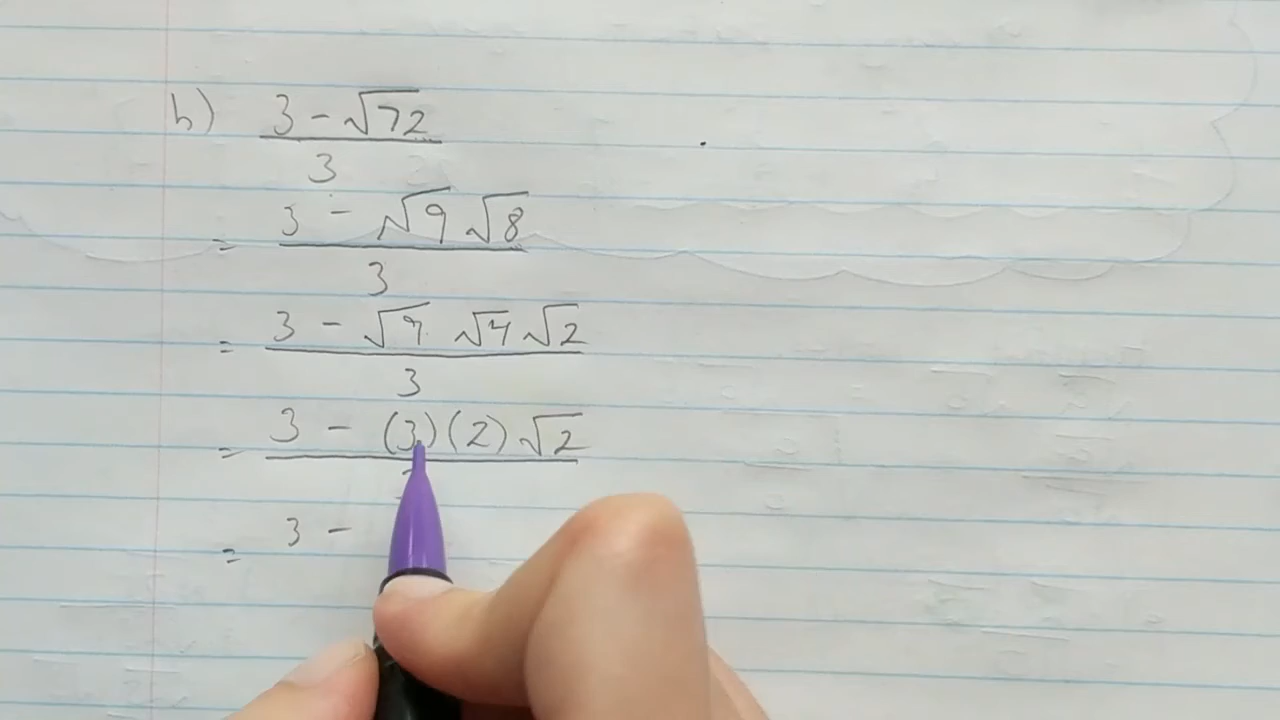 h) 3 - √72
3
= 3 - √9 √8
3
= 3 - √9 √4 √2
3
= 3 - (3)(2)√2
= 3 -